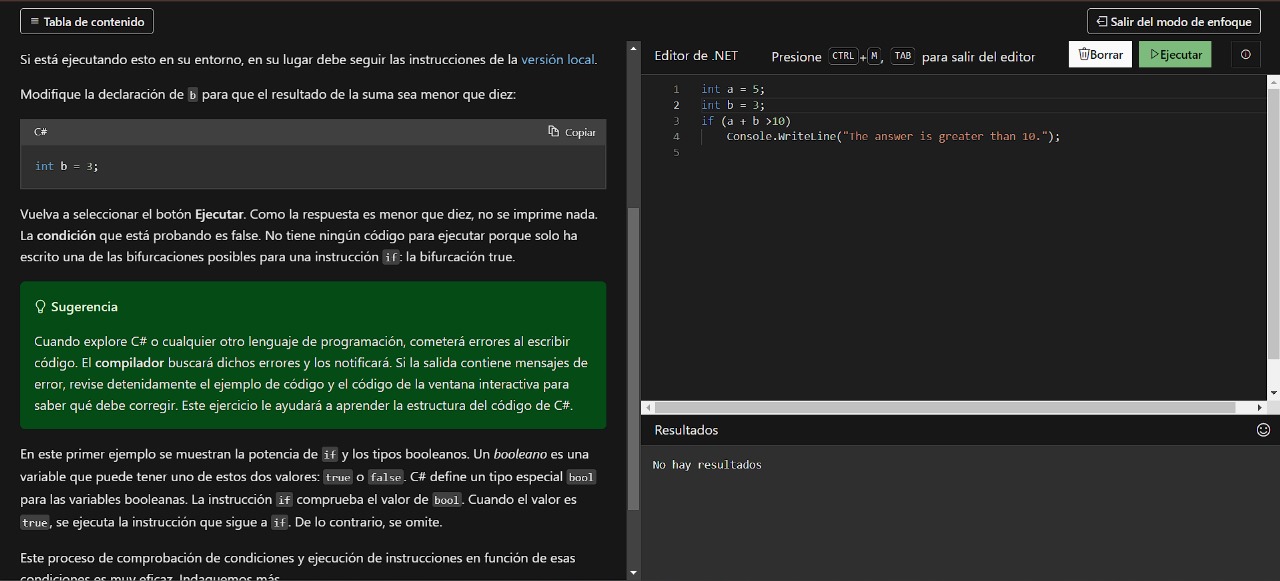 ≡ Tabla de contenido
Salir del modo de enfoque
Si está ejecutando esto en su entorno, en su lugar debe seguir las instrucciones de la versión local.
Modifique la declaración de b para que el resultado de la suma sea menor que diez:
C#
Copiar
int b = 3;
Vuelva a seleccionar el botón Ejecutar. Como la respuesta es menor que diez, no se imprime nada.
La condición que está probando es false. No tiene ningún código para ejecutar porque solo ha
escrito una de las bifurcaciones posibles para una instrucción if: la bifurcación true.
Sugerencia
Cuando explore C# o cualquier otro lenguaje de programación, cometerá errores al escribir
código. El compilador buscará dichos errores y los notificará. Si la salida contiene mensajes de
error, revise detenidamente el ejemplo de código y el código de la ventana interactiva para
saber qué debe corregir. Este ejercicio le ayudará a aprender la estructura del código de C#.
En este primer ejemplo se muestran la potencia de if y los tipos booleanos. Un booleano es una
variable que puede tener uno de estos dos valores: true o false. C# define un tipo especial bool
para las variables booleanas. La instrucción if comprueba el valor de bool. Cuando el valor es
true, se ejecuta la instrucción que sigue a if. De lo contrario, se omite.
Este proceso de comprobación de condiciones y ejecución de instrucciones en función de esas
condiciones es muy eficaz. Indaguemos más.
Editor de .NET
Presione CTRL+M, TAB para salir del editor
Borrar
Ejecutar
1 int a = 5;
2 int b = 3;
3 if (a + b >10)
4 Console.WriteLine("The answer is greater than 10.");
5
Resultados
No hay resultados